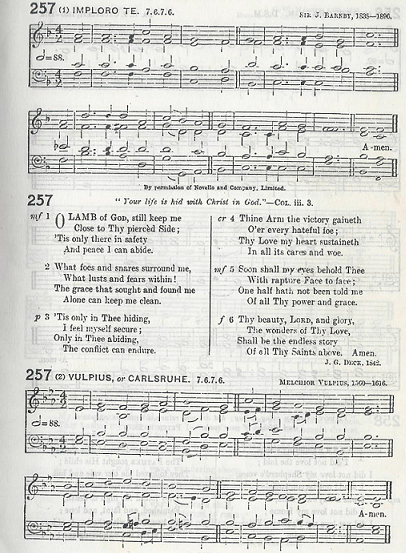 257 (1) IMPLORO TE. 7.6.7.6. SIR J. BARNBY, 1838—1896.
=88.
A-men.
By permission of Novello and Company, Limited.
257 "Your life is hid with Christ in God."—COL. iii. 3.
mf 1 O LAMB of GOD, still keep me
Close to Thy piercèd Side;
'Tis only there in safety
And peace I can abide.
2 What foes and snares surround me,
What lusts and fears within!
The grace that sought and found me
Alone can keep me clean.
p 3 'Tis only in Thee hiding,
I feel myself secure;
Only in Thee abiding,
The conflict can endure.
cr 4 Thine Arm the victory gaineth
O'er every hateful foe;
Thy Love my heart sustaineth
In all its cares and woe.
mf 5 Soon shall my eyes behold Thee
With rapture Face to face;
One half hath not been told me
Of all Thy power and grace.
f 6 Thy beauty, LORD, and glory,
The wonders of Thy Love,
Shall be the endless story
Of all Thy Saints above. Amen.
J. G. DECK, 1842.
257 (2) VULPIUS, or CARLSRUHE. 7.6.7.6. MELCHIOR VULPIUS, 1560—1616.
=88.
A-men.